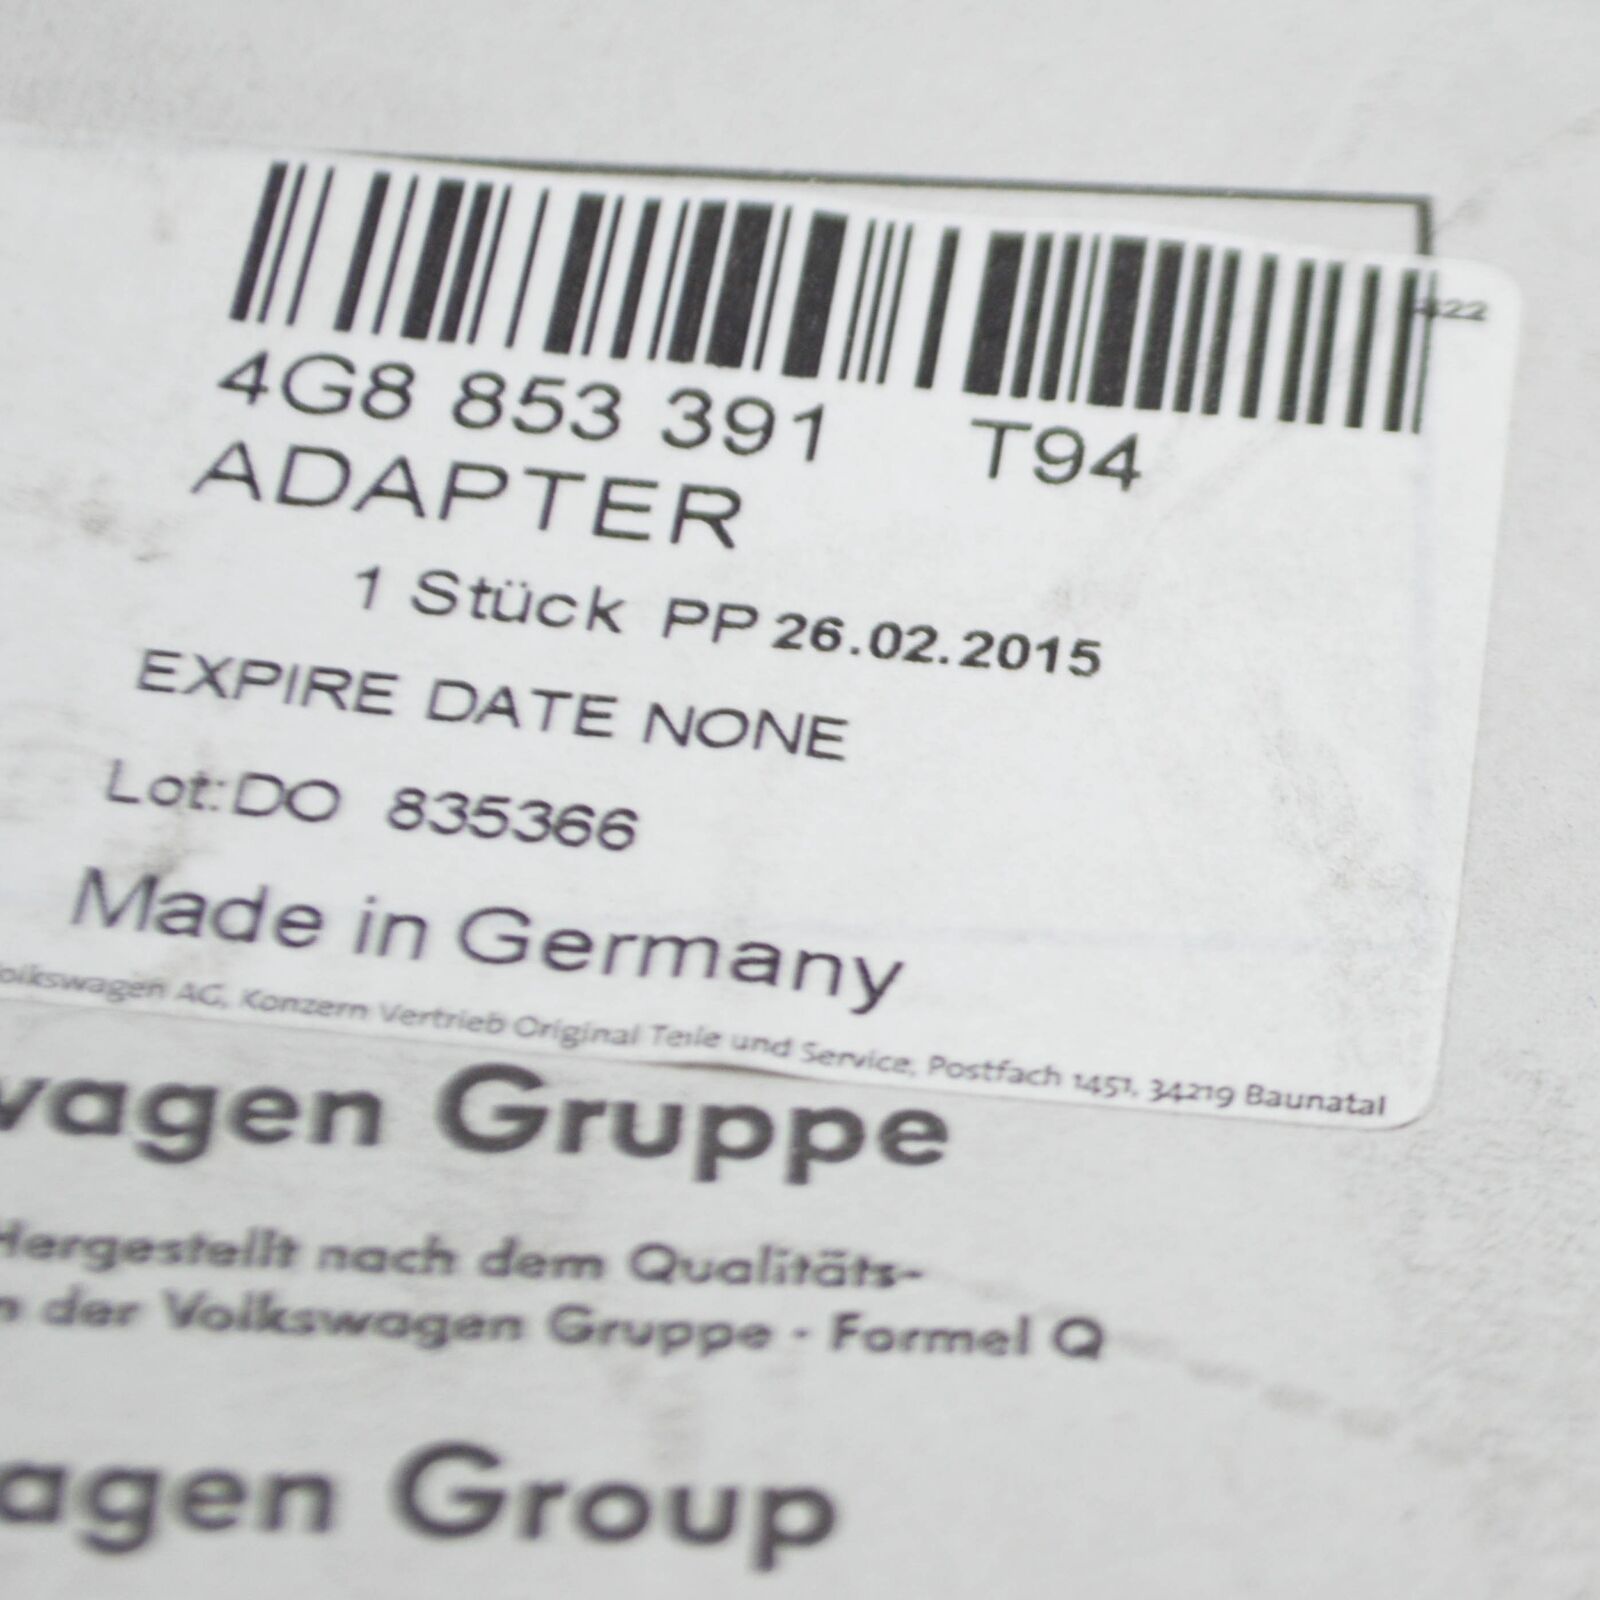 4G8 853 391 T94
ADAPTER
1 Stück PP 26.02.2015
EXPIRE DATE NONE
Lot:DO 835366
Made in Germany
olkswagen AG, Konzern Vertrieb Original Teile und Service, Postfach 1451, 34219 Baunatal
wagen Gruppe
Hergestellt nach dem Qualitäts-
n der Volkswagen Gruppe - Formel Q
agen Group